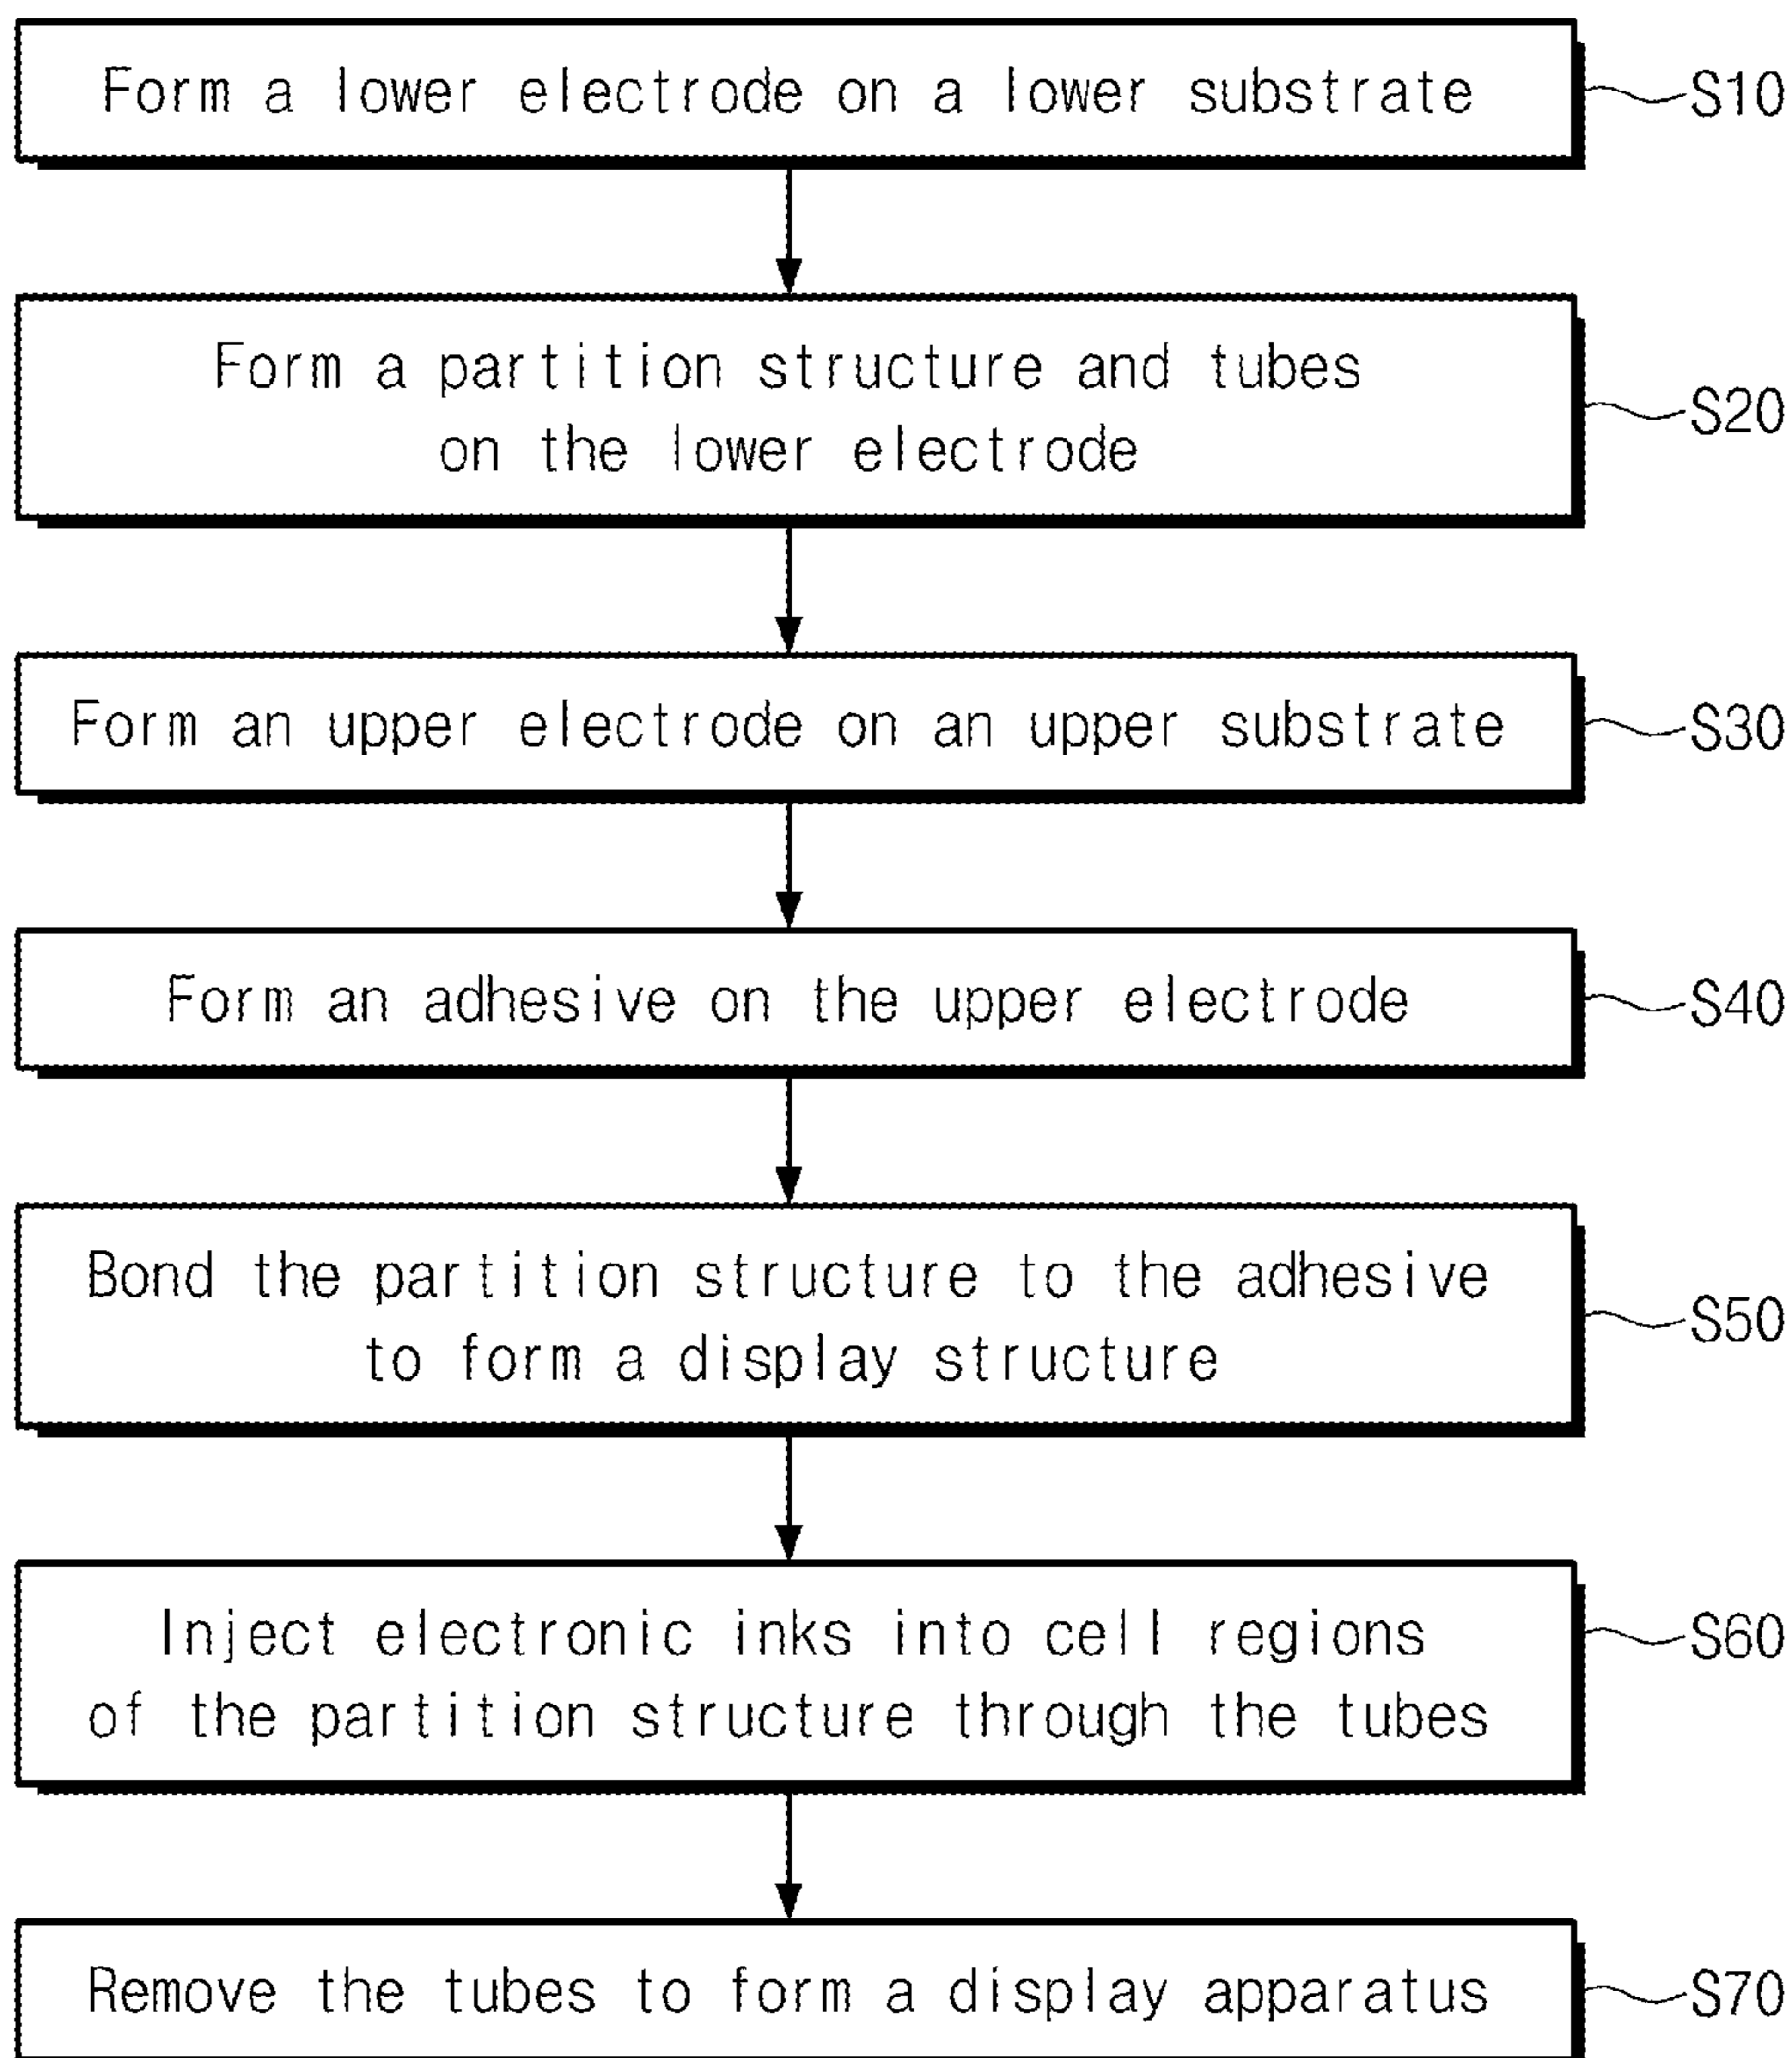 Form a lower electrode on a lower substrate
S10
Form a partition structure and tubes
on the lower electrode
S20
Form an upper electrode on an upper substrate
S30
Form an adhesive on the upper electrode
S40
Bond the partition structure to the adhesive
to form a display structure
S50
Inject electronic inks into cell regions
of the partition structure through the tubes
S60
Remove the tubes to form a display apparatus
S70